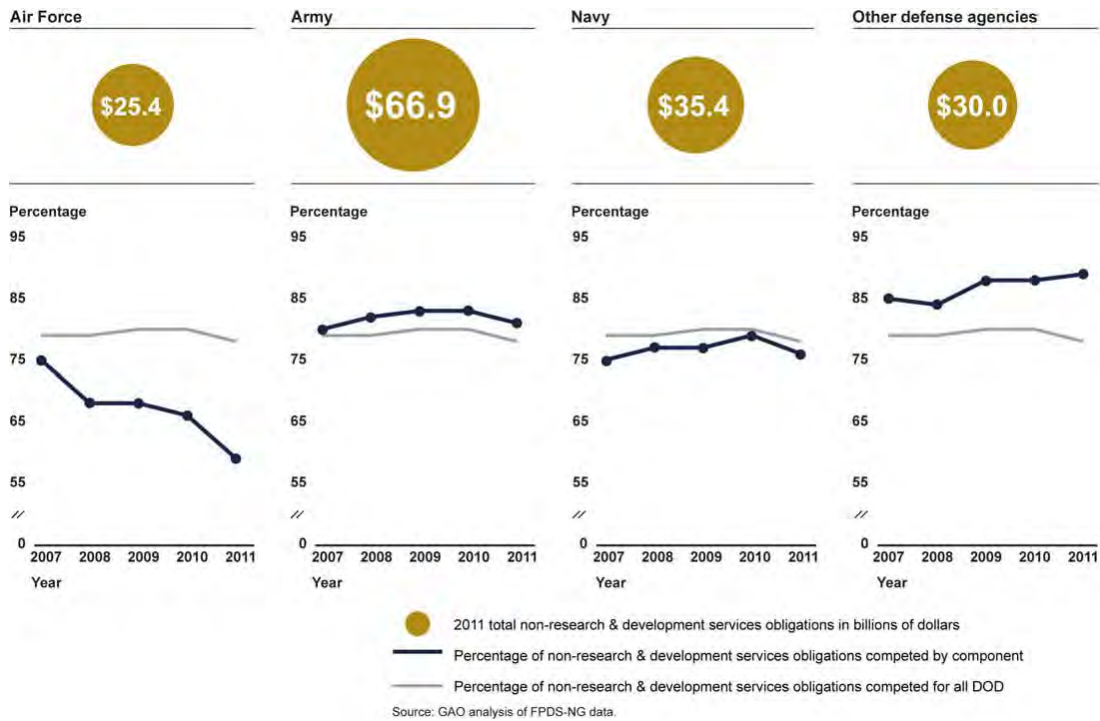 Air Force
Army
Navy
Other defense agencies
$25.4
$66.9
$35.4
$30.0
Percentage
95
85
75
65
55
//
0
2007 2008 2009 2010 2011
Year
Percentage
95
85
75
65
55
//
0
2007 2008 2009 2010 2011
Year
Percentage
95
85
75
65
55
//
0
2007 2008 2009 2010 2011
Year
Percentage
95
85
75
65
55
//
0
2007 2008 2009 2010 2011
Year
2011 total non-research & development services obligations in billions of dollars
Percentage of non-research & development services obligations competed by component
Percentage of non-research & development services obligations competed for all DOD
Source: GAO analysis of FPDS-NG data.